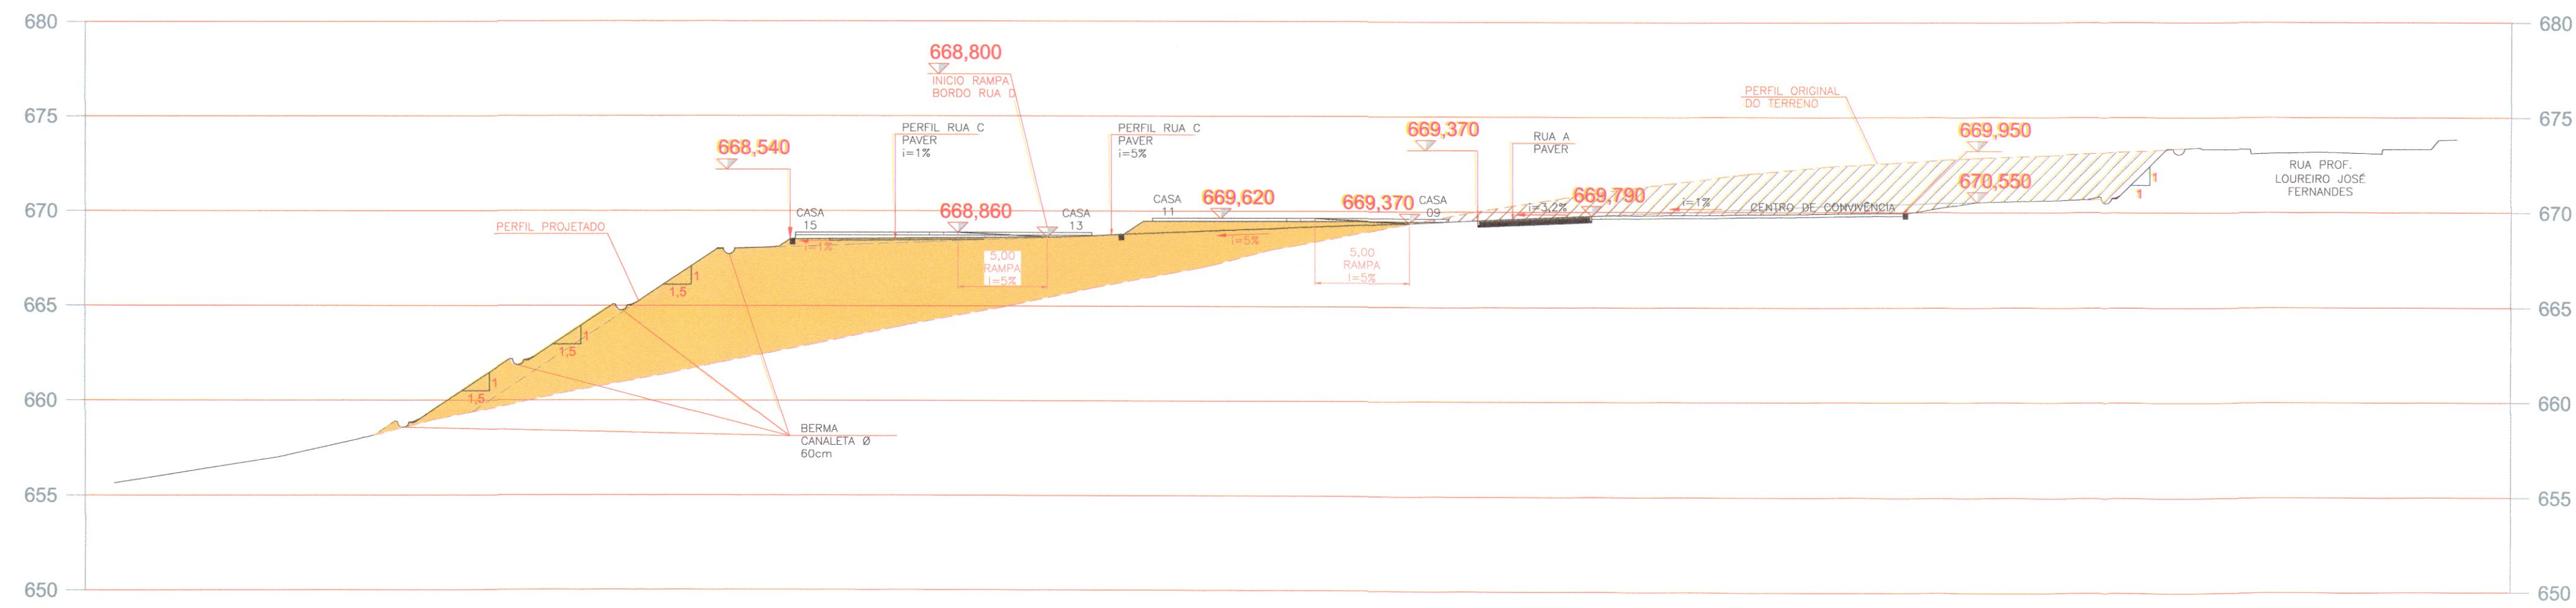 680
680
668,800
INICIO RAMPA
BORDO RUA D
PERFIL ORIGINAL
DO TERRENO
675
675
668,540
PERFIL RUA C
PAVER
i=1%
PERFIL RUA C
PAVER
i=5%
669,370
RUA A
PAVER
669,950
RUA PROF.
LOUREIRO JOSÉ
FERNANDES
1
1
670
670
PERFIL PROJETADO
CASA
15
668,860
CASA
13
CASA
11
669,620
669,370
CASA
09
i=3,2%
669,790
i=1%
CENTRO DE CONVIVÊNCIA
670,550
i=1%
i=5%
5,00
RAMPA
i=5%
5,00
RAMPA
i=5%
1
1,5
665
665
1
1,5
1
1,5
660
660
BERMA
CANALETA Ø
60cm
655
655
650
650